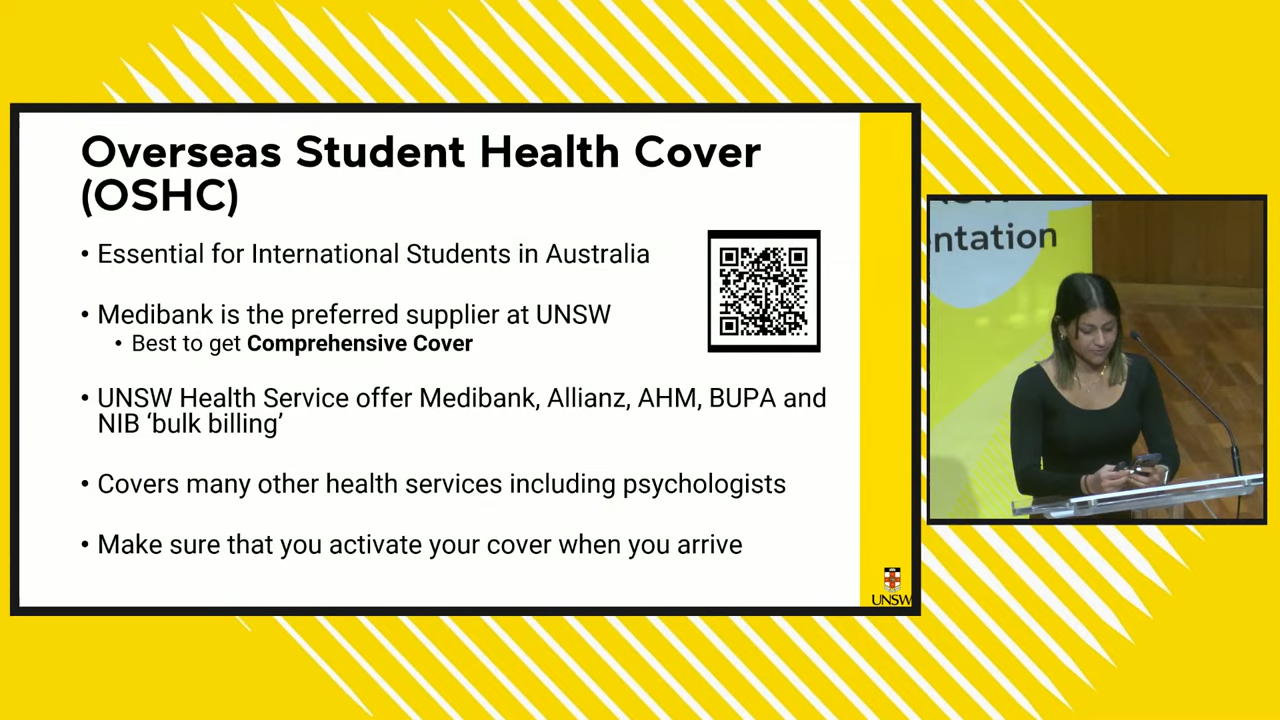 Overseas Student Health Cover
(OSHC)
• Essential for International Students in Australia
• Medibank is the preferred supplier at UNSW
• Best to get Comprehensive Cover
• UNSW Health Service offer Medibank, Allianz, AHM, BUPA and
NIB ‘bulk billing’
• Covers many other health services including psychologists
• Make sure that you activate your cover when you arrive
UNSW
ntation